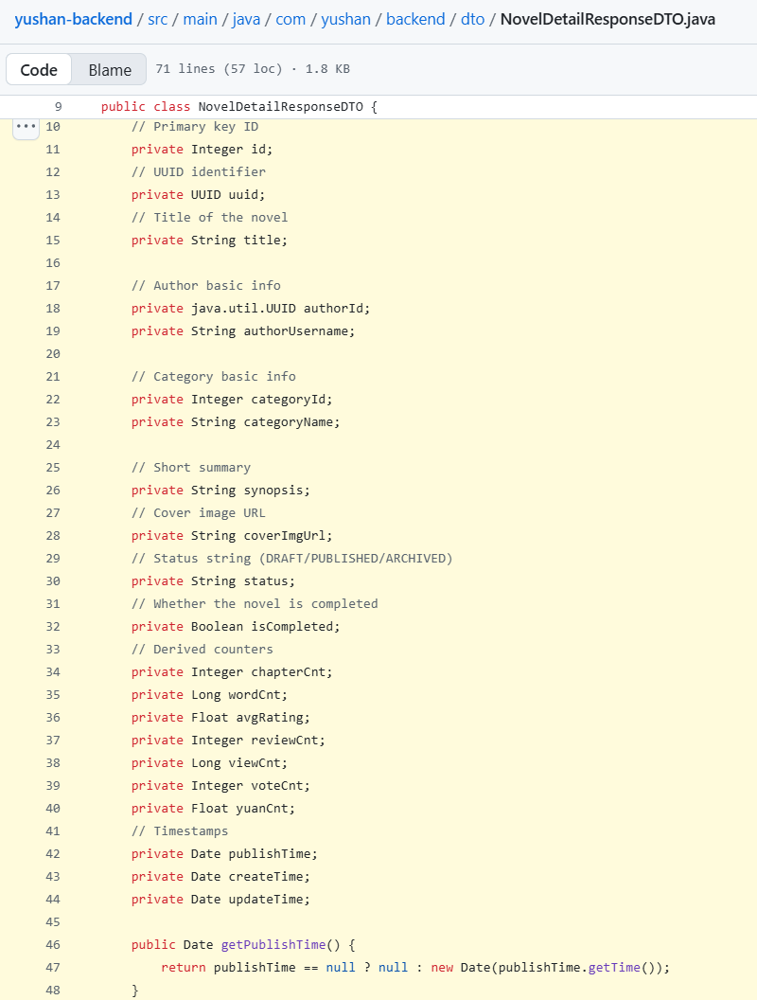 yushan-backend / src / main / java / com / yushan / backend / dto / NovelDetailResponseDTO.java
Code Blame 71 lines (57 loc) · 1.8 KB
9 public class NovelDetailResponseDTO {
10 // Primary key ID
11 private Integer id;
12 // UUID identifier
13 private UUID uuid;
14 // Title of the novel
15 private String title;
16
17 // Author basic info
18 private java.util.UUID authorId;
19 private String authorUsername;
20
21 // Category basic info
22 private Integer categoryId;
23 private String categoryName;
24
25 // Short summary
26 private String synopsis;
27 // Cover image URL
28 private String coverImgUrl;
29 // Status string (DRAFT/PUBLISHED/ARCHIVED)
30 private String status;
31 // Whether the novel is completed
32 private Boolean isCompleted;
33 // Derived counters
34 private Integer chapterCnt;
35 private Long wordCnt;
36 private Float avgRating;
37 private Integer reviewCnt;
38 private Long viewCnt;
39 private Integer voteCnt;
40 private Float yuanCnt;
41 // Timestamps
42 private Date publishTime;
43 private Date createTime;
44 private Date updateTime;
45
46 public Date getPublishTime() {
47 return publishTime == null ? null : new Date(publishTime.getTime());
48 }